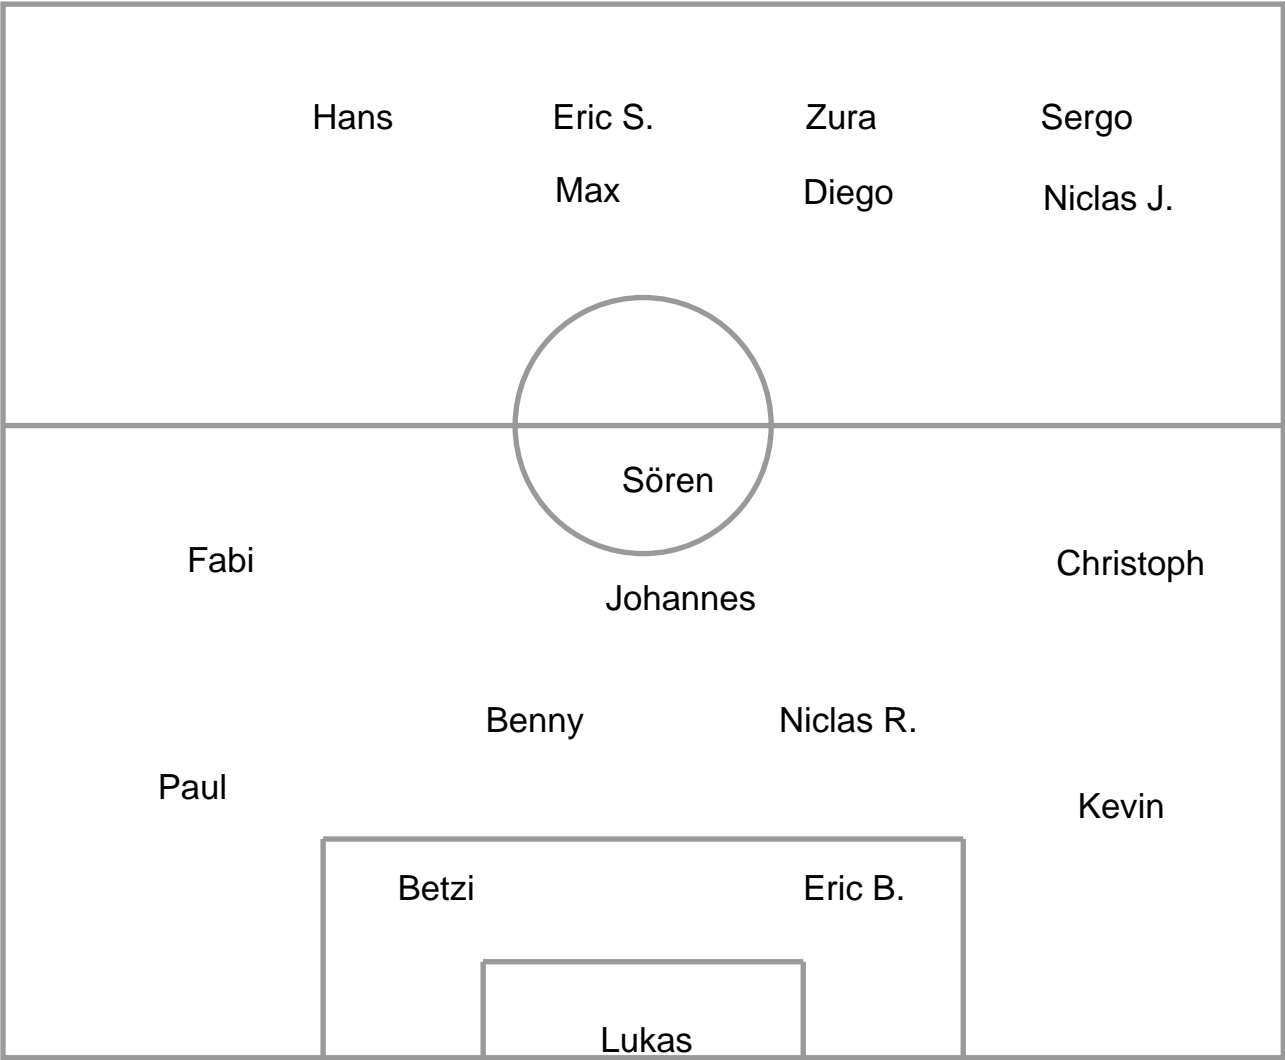 Hans Eric S. Zura Sergo
Max Diego Niclas J.
Sören
Fabi Christoph
Johannes
Benny Niclas R.
Paul Kevin
Betzi Eric B.
Lukas